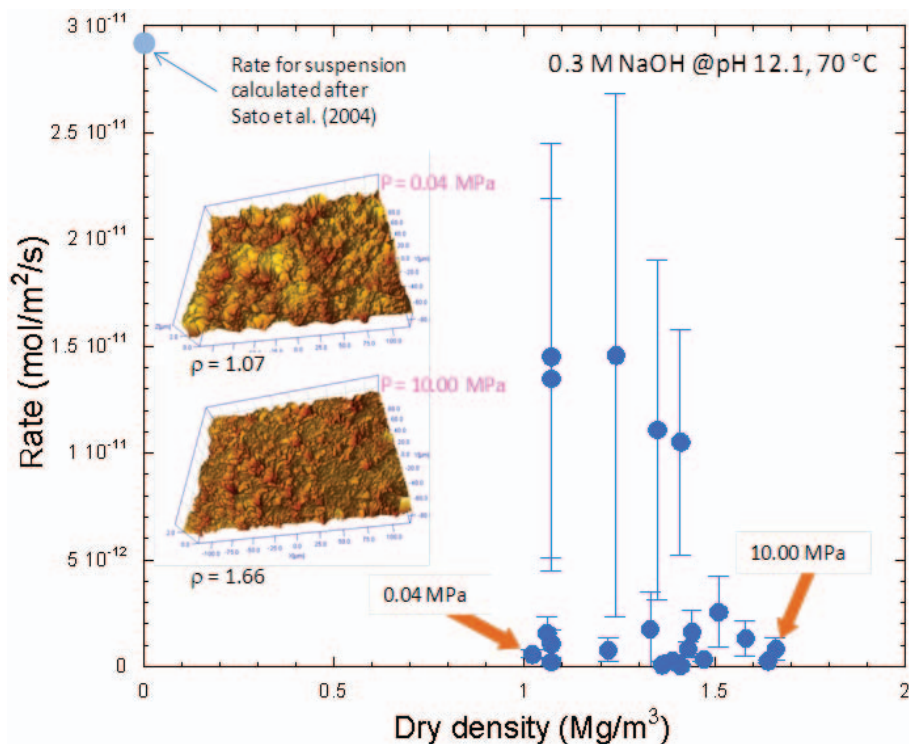 3 10⁻¹¹
2.5 10⁻¹¹
2 10⁻¹¹
1.5 10⁻¹¹
1 10⁻¹¹
5 10⁻¹²
0
Rate (mol/m²/s)
0.3 M NaOH @pH 12.1, 70 °C
Rate for suspension
calculated after
Sato et al. (2004)
P = 0.04 MPa
ρ = 1.07
P = 10.00 MPa
ρ = 1.66
0.04 MPa
10.00 MPa
0 0.5 1 1.5 2
Dry density (Mg/m³)